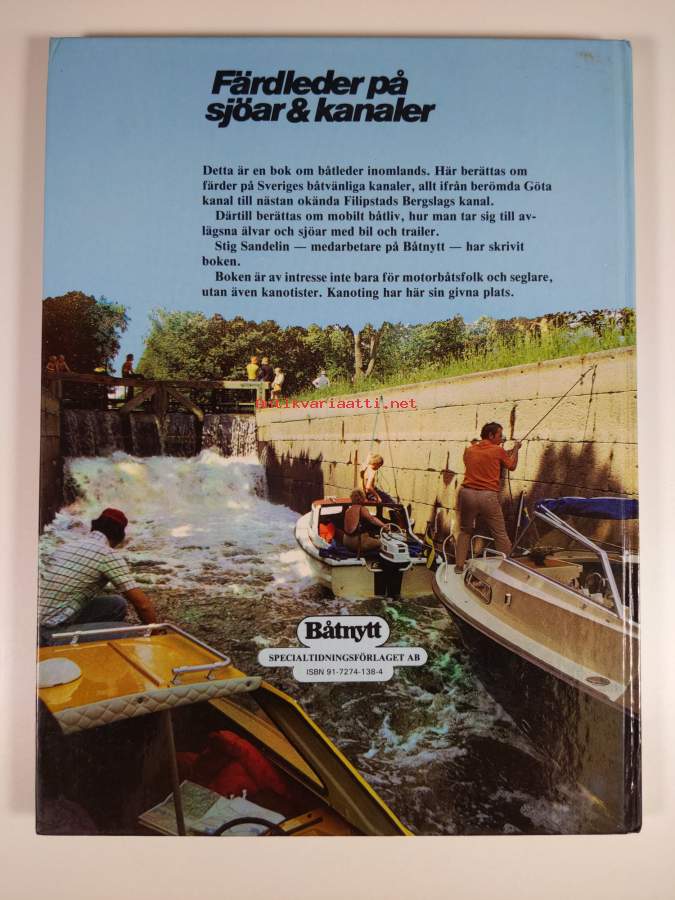 Färdleder på
sjöar & kanaler
Detta är en bok om båtleder inomlands. Här berättas om
färder på Sveriges båtvänliga kanaler, allt ifrån berömda Göta
kanal till nästan okända Filipstads Bergslags kanal.
Därtill berättas om mobilt båtliv, hur man tar sig till av-
lägsna älvar och sjöar med bil och trailer.
Stig Sandelin — medarbetare på Båtnytt — har skrivit
boken.
Boken är av intresse inte bara för motorbåtsfolk och seglare,
utan även kanotister. Kanoting har här sin givna plats.
Antikvariaatti.net
Båtnytt
SPECIALTIDNINGSFÖRLAGET AB
ISBN 91-7274-138-4